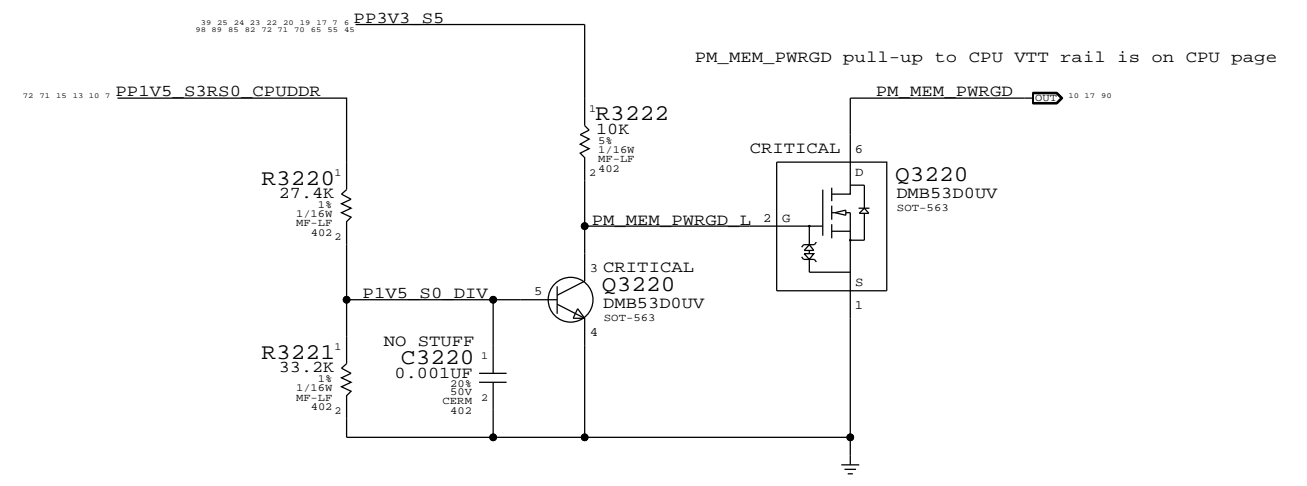 39 25 24 23 22 20 19 17 7 6
98 89 85 82 72 71 70 65 55 45
PP3V3_S5
PM_MEM_PWRGD pull-up to CPU VTT rail is on CPU page
72 71 15 13 10 7
PP1V5_S3RS0_CPUDDR
PM_MEM_PWRGD
OUT
10 17 90
1
R3222
10K
5%
1/16W
MF-LF
402
2
CRITICAL
6
D
Q3220
DMB53D0UV
SOT-563
R3220
1
27.4K
1%
1/16W
MF-LF
402
2
PM_MEM_PWRGD_L
2
G
S
1
3
CRITICAL
Q3220
DMB53D0UV
SOT-563
P1V5_S0_DIV
5
4
R3221
1
33.2K
1%
1/16W
MF-LF
402
2
NO STUFF
C3220
1
0.001UF
20%
50V
CERM
402
2